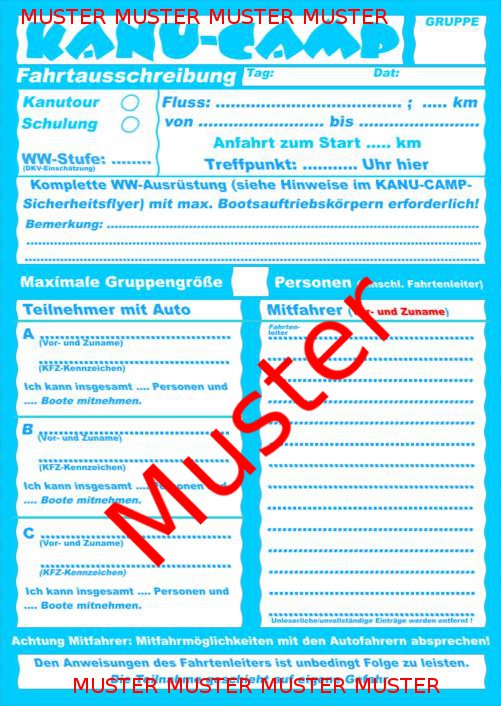 MUSTER MUSTER MUSTER MUSTER
KANU-CAMP
GRUPPE
Fahrtausschreibung
Tag: Dat:
Kanutour
Schulung
WW-Stufe: ........
(DKV-Einschätzung)
Fluss: .................................... ; ..... km
von ........................ bis .......................
Anfahrt zum Start ..... km
Treffpunkt: ........... Uhr hier
Komplette WW-Ausrüstung (siehe Hinweise im KANU-CAMP-
Sicherheitsflyer) mit max. Bootsauftriebskörpern erforderlich!
Bemerkung: ................................................................
Maximale Gruppengröße
Personen (einschl. Fahrtenleiter)
Teilnehmer mit Auto
A
(Vor- und Zuname)
(KFZ-Kennzeichen)
Ich kann insgesamt .... Personen und
.... Boote mitnehmen.
B
(Vor- und Zuname)
(KFZ-Kennzeichen)
Ich kann insgesamt .... Personen und
.... Boote mitnehmen.
C
(Vor- und Zuname)
(KFZ-Kennzeichen)
Ich kann insgesamt .... Personen und
.... Boote mitnehmen.
Mitfahrer (Vor- und Zuname)
Fahrten-
leiter
Unleserliche/unvollständige Einträge werden entfernt !
Muster
Achtung Mitfahrer: Mitfahrmöglichkeiten mit den Autofahrern absprechen!
Den Anweisungen des Fahrtenleiters ist unbedingt Folge zu leisten.
Die Teilnahme geschieht auf eigene Gefahr
MUSTER MUSTER MUSTER MUSTER